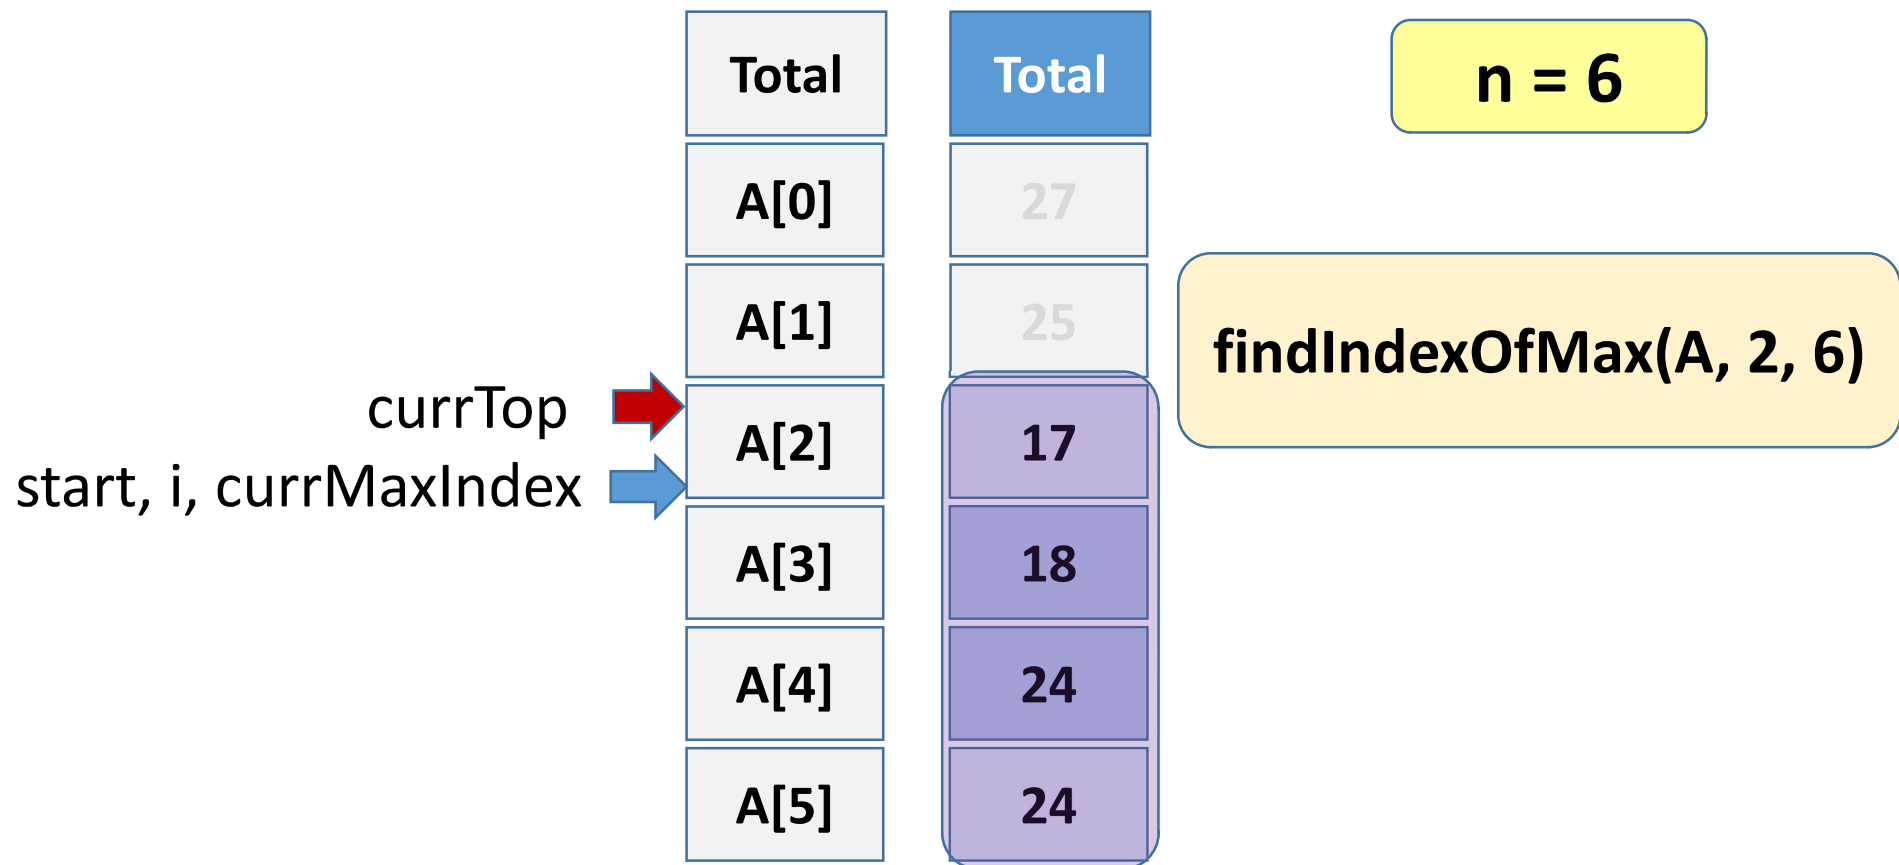 Total Total n = 6
A[0] 27
A[1] 25
findIndexOfMax(A, 2, 6)
currTop
A[2] 17
start, i, currMaxIndex
A[3] 18
A[4] 24
A[5] 24